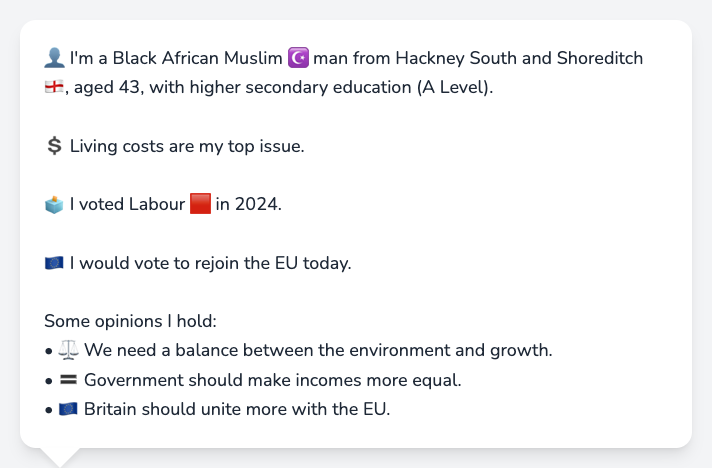 👤 I'm a Black African Muslim ☪️ man from Hackney South and Shoreditch
🏴󠁧󠁢󠁥󠁮󠁧󠁿, aged 43, with higher secondary education (A Level).
💲 Living costs are my top issue.
🗳️ I voted Labour 🟥 in 2024.
🇪🇺 I would vote to rejoin the EU today.
Some opinions I hold:
• ⚖️ We need a balance between the environment and growth.
• 🟰 Government should make incomes more equal.
• 🇪🇺 Britain should unite more with the EU.